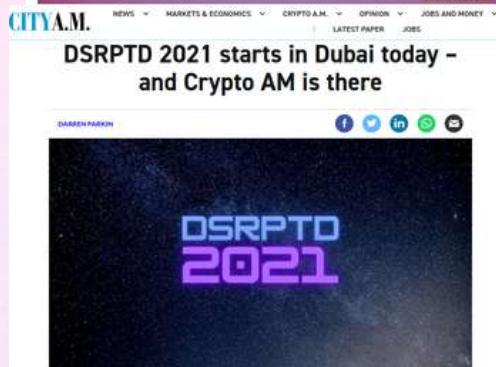 CITYA.M.
NEWS MARKETS & ECONOMICS CRYPTO A.M. OPINION JOBS AND MONEY
LATEST PAPER JOBS
DSRPTD 2021 starts in Dubai today –
and Crypto AM is there
DARREN PARKIN
DSRPTD
2021